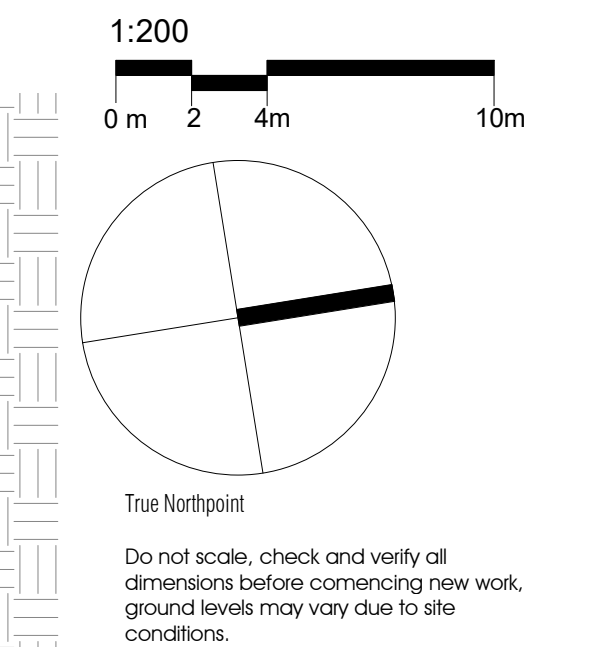 1:200
0 m 2 4m 10m
True Northpoint
Do not scale, check and verify all
dimensions before comencing new work,
ground levels may vary due to site
conditions.